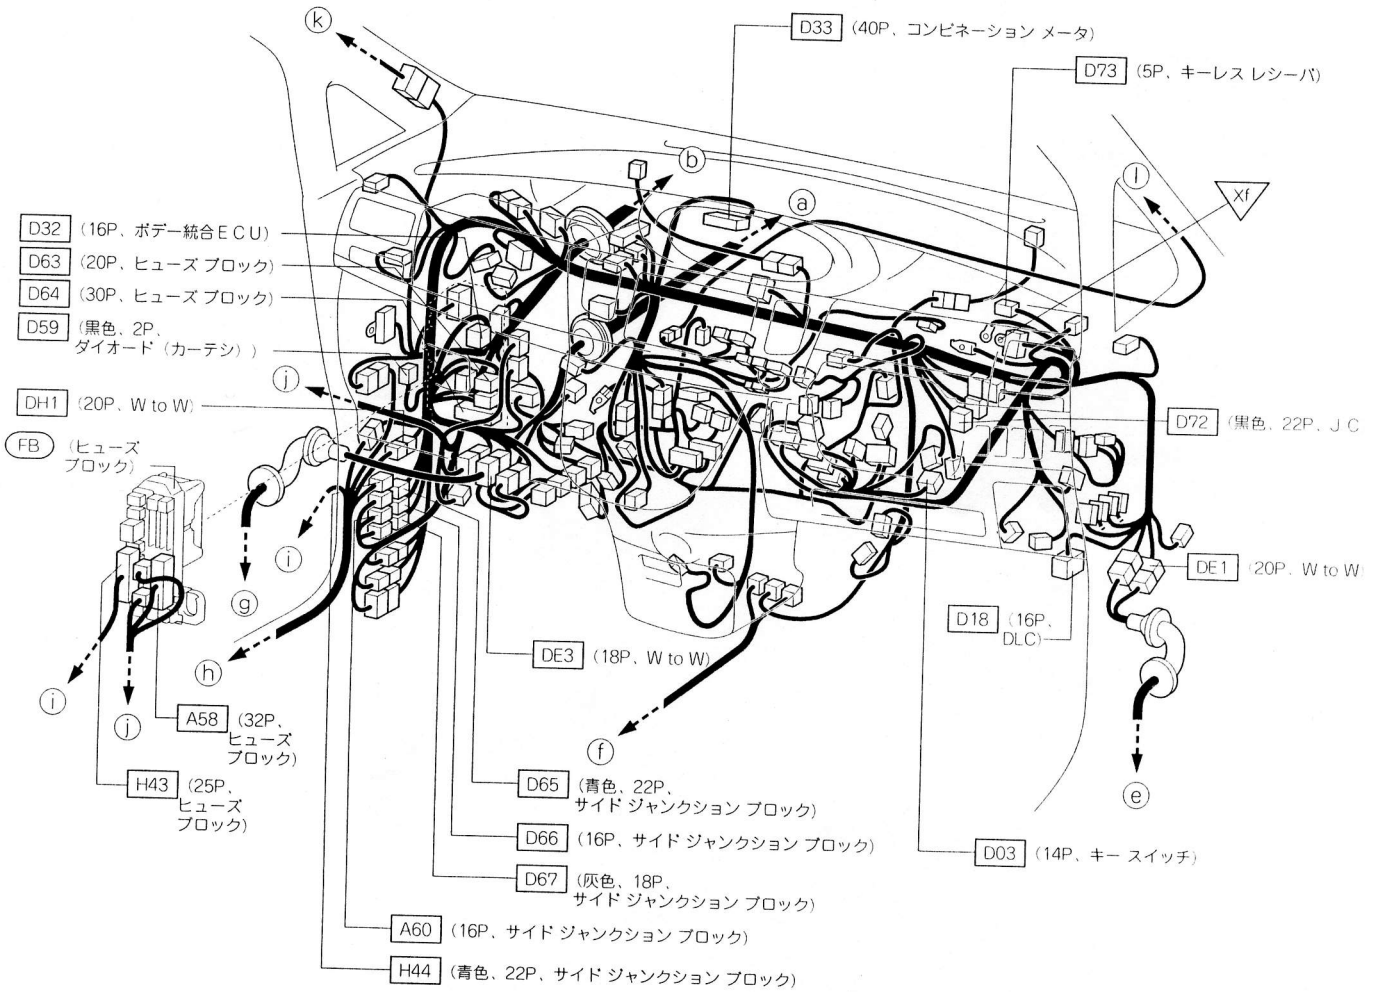 k
D33 (40P、コンビネーション メータ)
D73 (5P、キーレス レシーバ)
b
a
l
Xf
D32 (16P、ボデー統合ECU)
D63 (20P、ヒューズ ブロック)
D64 (30P、ヒューズ ブロック)
D59 (黒色、2P、
ダイオード (カーテシ))
j
DH1 (20P、W to W)
D72 (黒色、22P、J C
FB (ヒューズ
ブロック)
i
g
h
DE1 (20P、W to W)
D18 (16P、
DLC)
DE3 (18P、W to W)
i
j
A58 (32P、
ヒューズ
ブロック)
f
e
H43 (25P、
ヒューズ
ブロック)
D65 (青色、22P、
サイド ジャンクション ブロック)
D66 (16P、サイド ジャンクション ブロック)
D03 (14P、キー スイッチ)
D67 (灰色、18P、
サイド ジャンクション ブロック)
A60 (16P、サイド ジャンクション ブロック)
H44 (青色、22P、サイド ジャンクション ブロック)